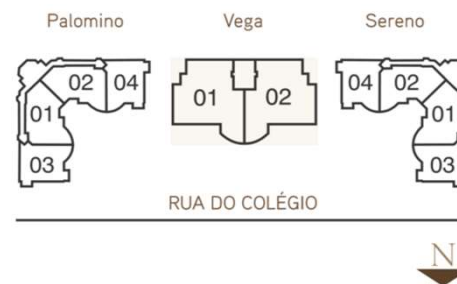 Palomino Vega Sereno
02 04 01 02 04 02
01 01
03 03
RUA DO COLÉGIO
N